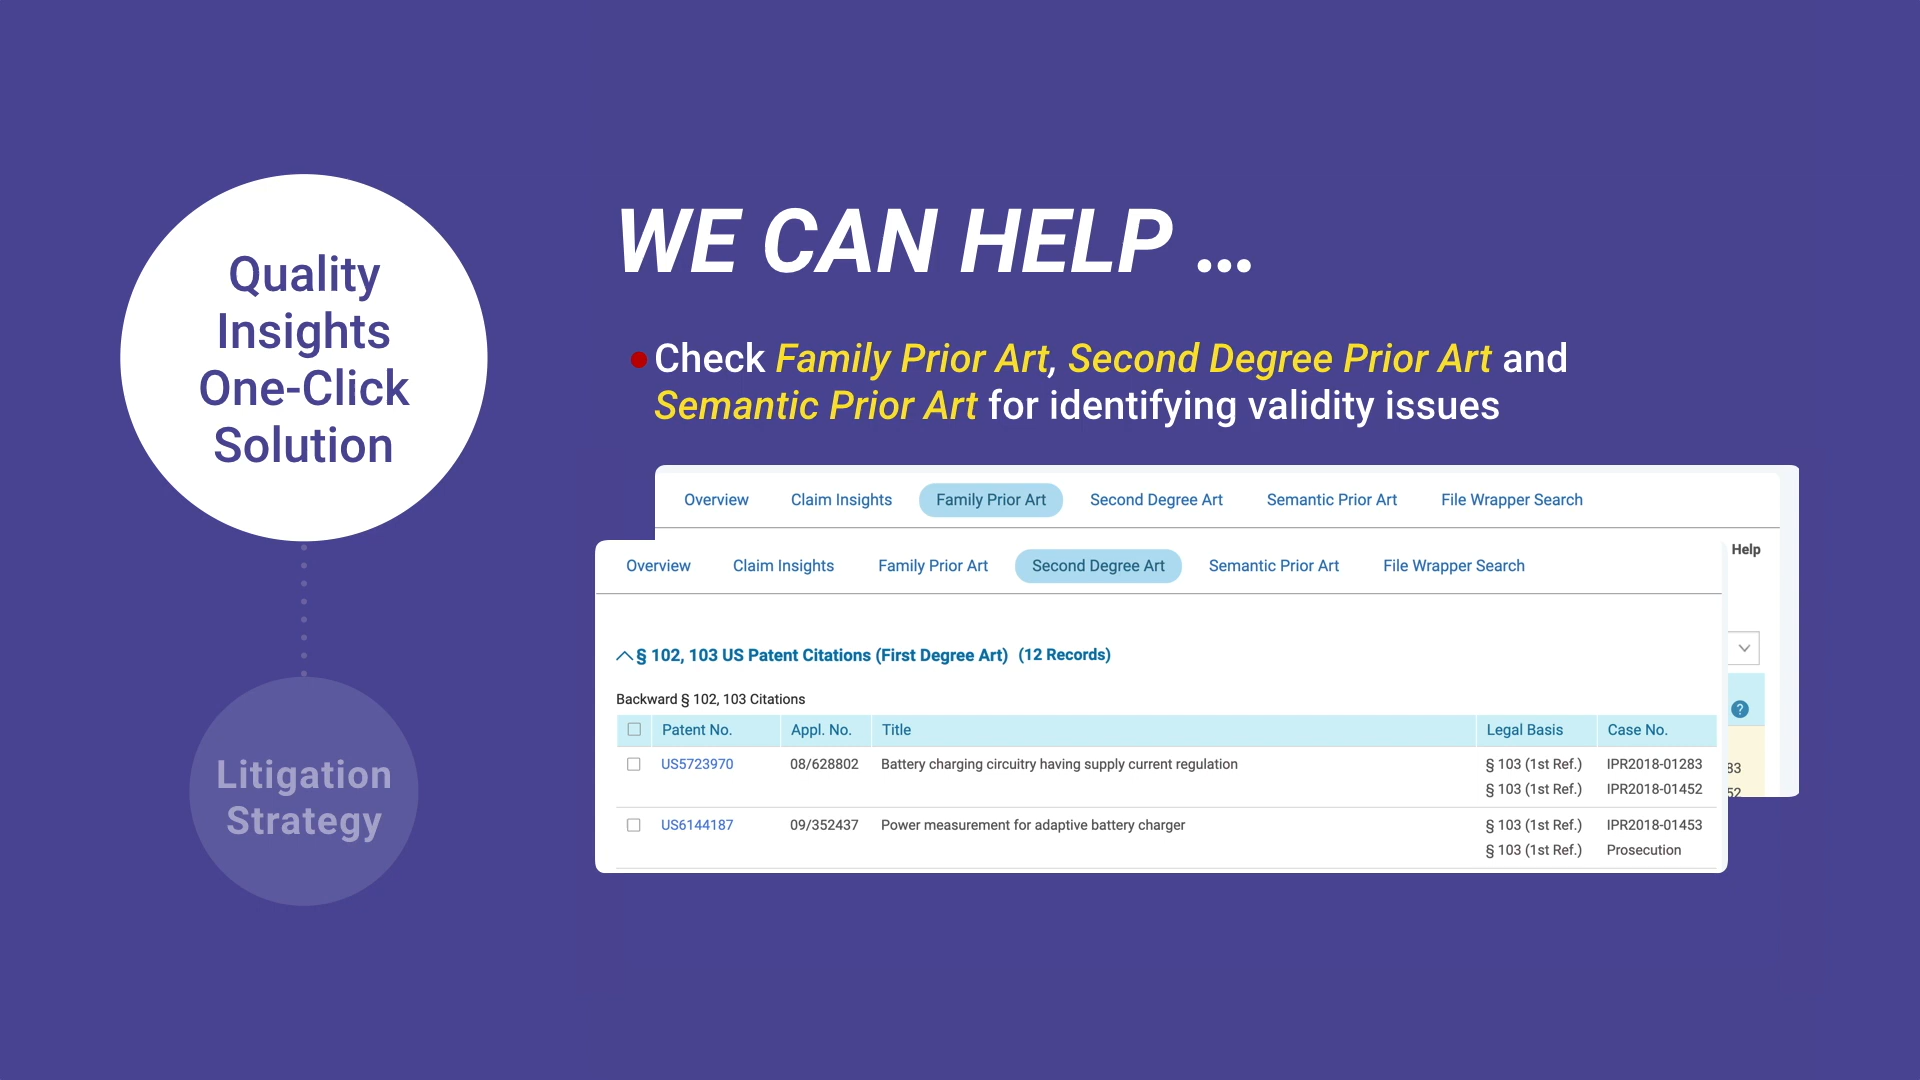 Quality
Insights
One-Click
Solution
Litigation
Strategy
WE CAN HELP ...
Check Family Prior Art, Second Degree Prior Art and
Semantic Prior Art for identifying validity issues
Overview Claim Insights Family Prior Art Second Degree Art Semantic Prior Art File Wrapper Search
Help
?
83
52
Overview Claim Insights Family Prior Art Second Degree Art Semantic Prior Art File Wrapper Search
§ 102, 103 US Patent Citations (First Degree Art) (12 Records)
Backward § 102, 103 Citations
Patent No. Appl. No. Title Legal Basis Case No.
US5723970 08/628802 Battery charging circuitry having supply current regulation § 103 (1st Ref.) IPR2018-01283
§ 103 (1st Ref.) IPR2018-01452
US6144187 09/352437 Power measurement for adaptive battery charger § 103 (1st Ref.) IPR2018-01453
§ 103 (1st Ref.) Prosecution